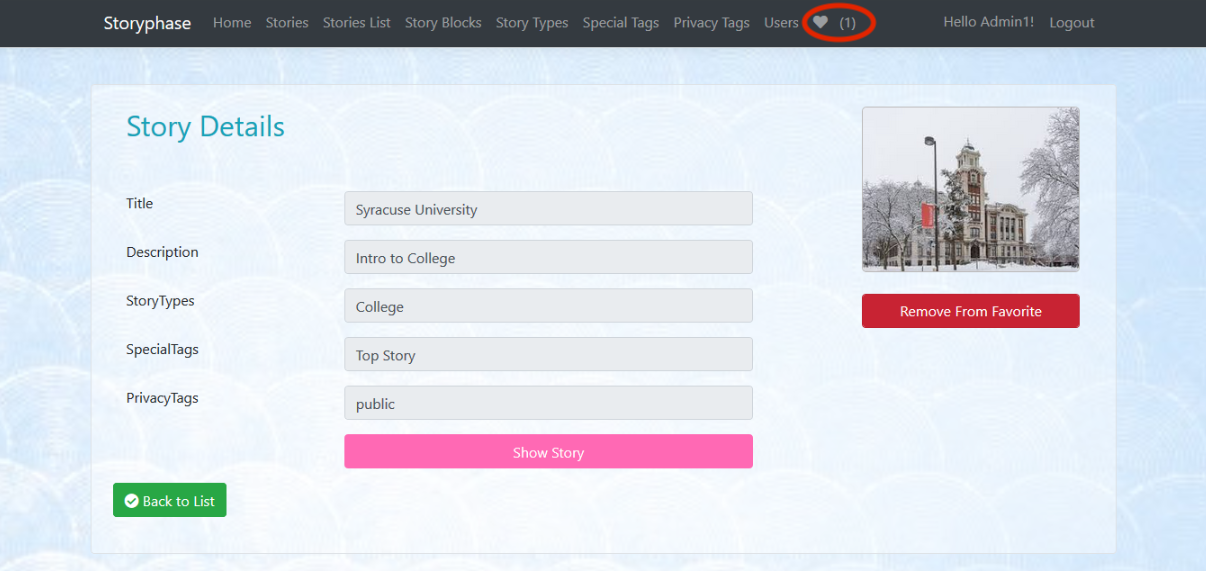 Storyphase Home Stories Stories List Story Blocks Story Types Special Tags Privacy Tags Users (1) Hello Admin1! Logout
Story Details
Title Syracuse University
Description Intro to College
StoryTypes College
Remove From Favorite
SpecialTags Top Story
PrivacyTags public
Show Story
Back to List